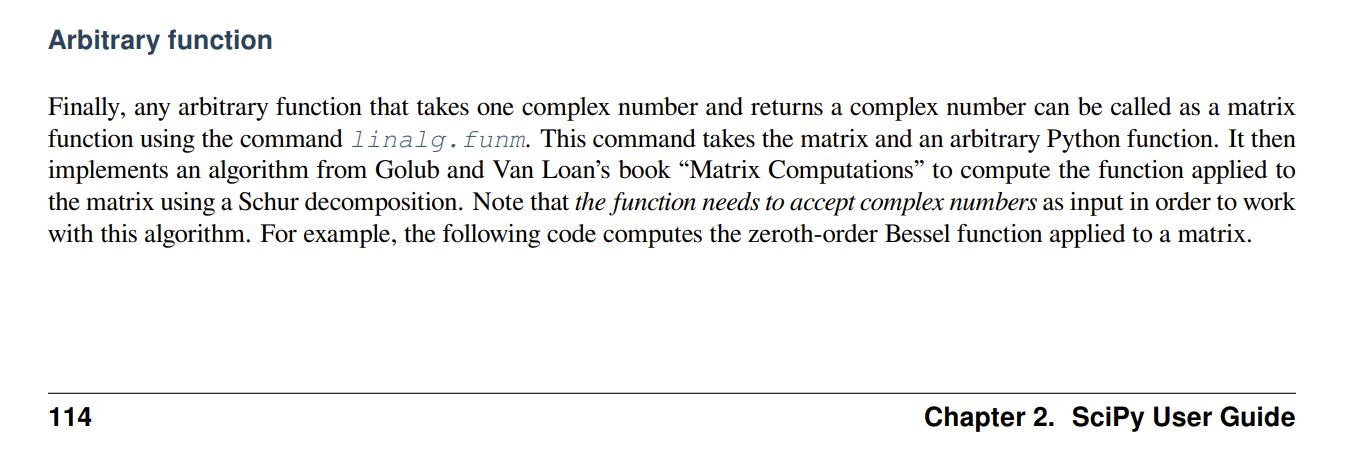 Arbitrary function
Finally, any arbitrary function that takes one complex number and returns a complex number can be called as a matrix
function using the command linalg.funm. This command takes the matrix and an arbitrary Python function. It then
implements an algorithm from Golub and Van Loan’s book “Matrix Computations” to compute the function applied to
the matrix using a Schur decomposition. Note that the function needs to accept complex numbers as input in order to work
with this algorithm. For example, the following code computes the zeroth-order Bessel function applied to a matrix.
114
Chapter 2. SciPy User Guide